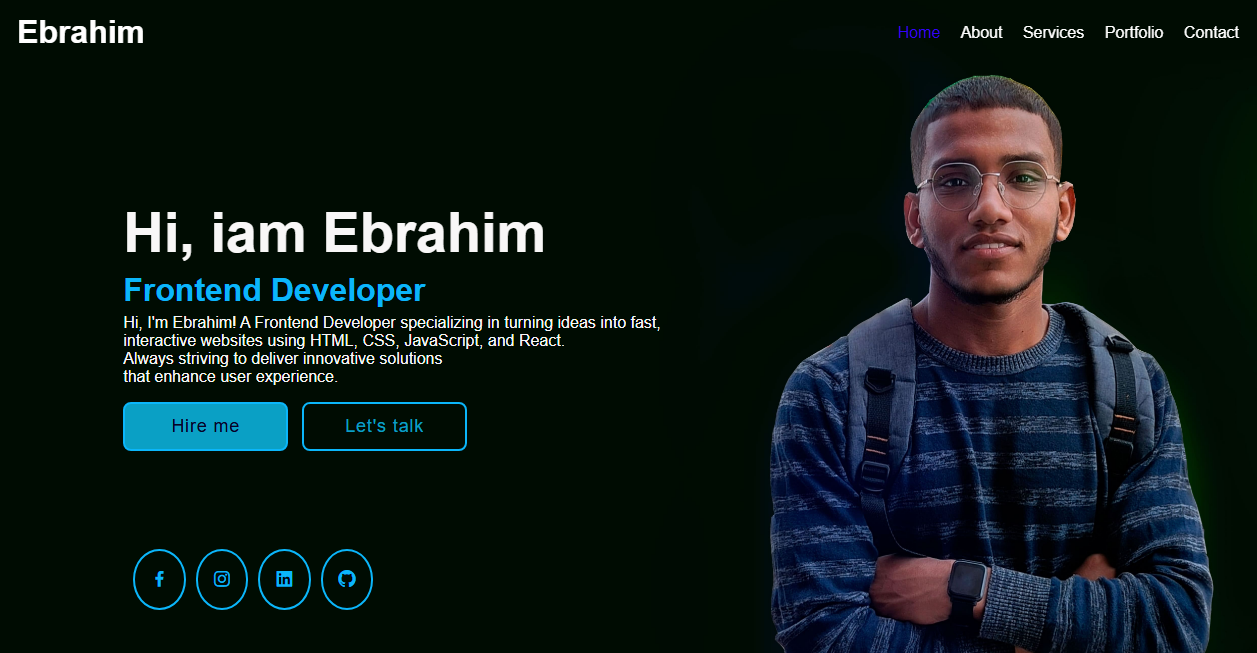 Ebrahim
Home About Services Portfolio Contact
Hi, iam Ebrahim
Frontend Developer
Hi, I'm Ebrahim! A Frontend Developer specializing in turning ideas into fast,
interactive websites using HTML, CSS, JavaScript, and React.
Always striving to deliver innovative solutions
that enhance user experience.
Hire me Let's talk